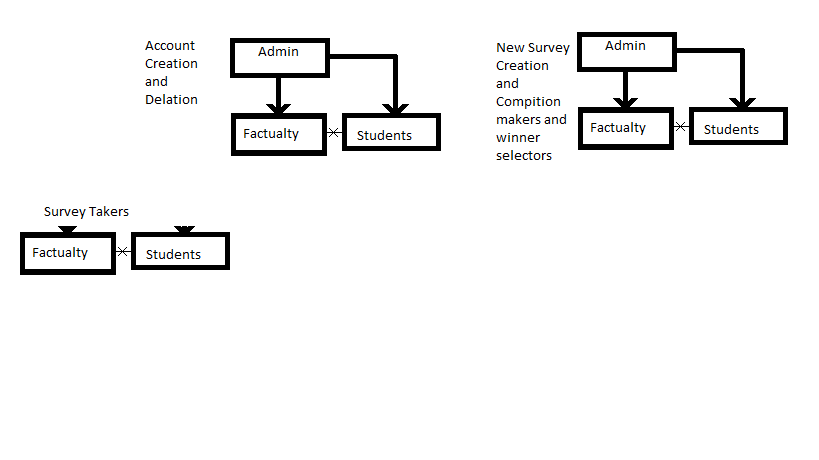 Account
Creation
and
Delation
Admin
Factualty
Students
New Survey
Creation
and
Compition
makers and
winner
selectors
Admin
Factualty
Students
Survey Takers
Factualty
Students